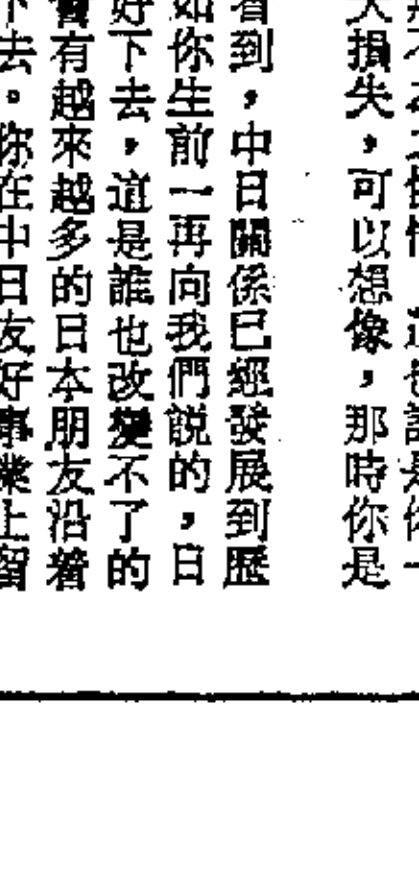 大損失，可以想像，那時你是
看到，中日關係已經發展到歷
如你生前一再向我們說的，日
好下去，這是誰也改變不了的
會有越來越多的日本朋友沿着
下去。你在中日友好事業上留